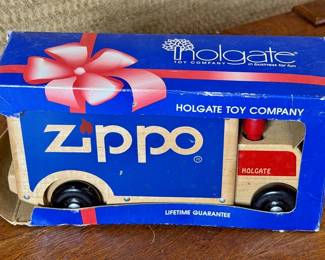 holgate®
TOY COMPANY in business for fun
HOLGATE TOY COMPANY
zippo®
HOLGATE
LIFETIME GUARANTEE